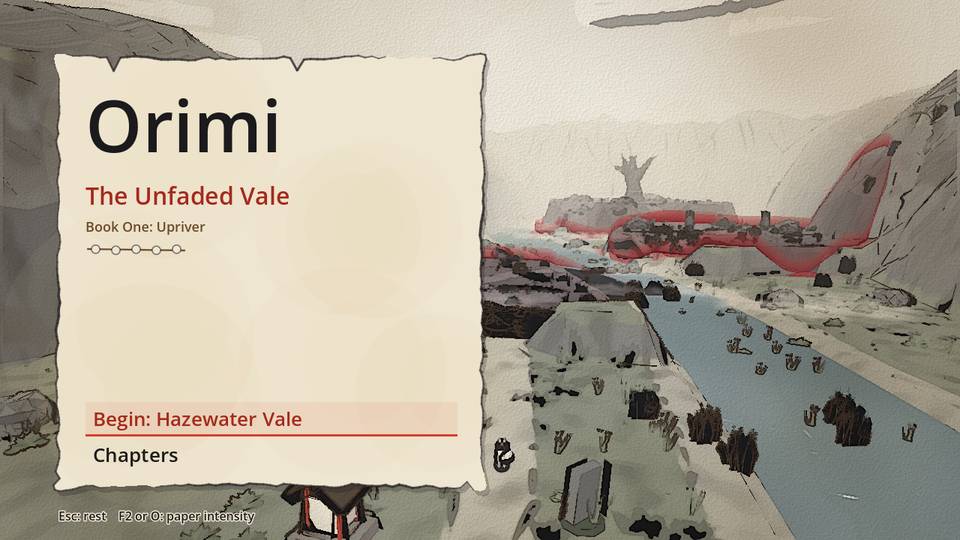 Orimi
The Unfaded Vale
Book One: Upriver
Begin: Hazewater Vale
Chapters
Esc: rest F2 or O: paper intensity